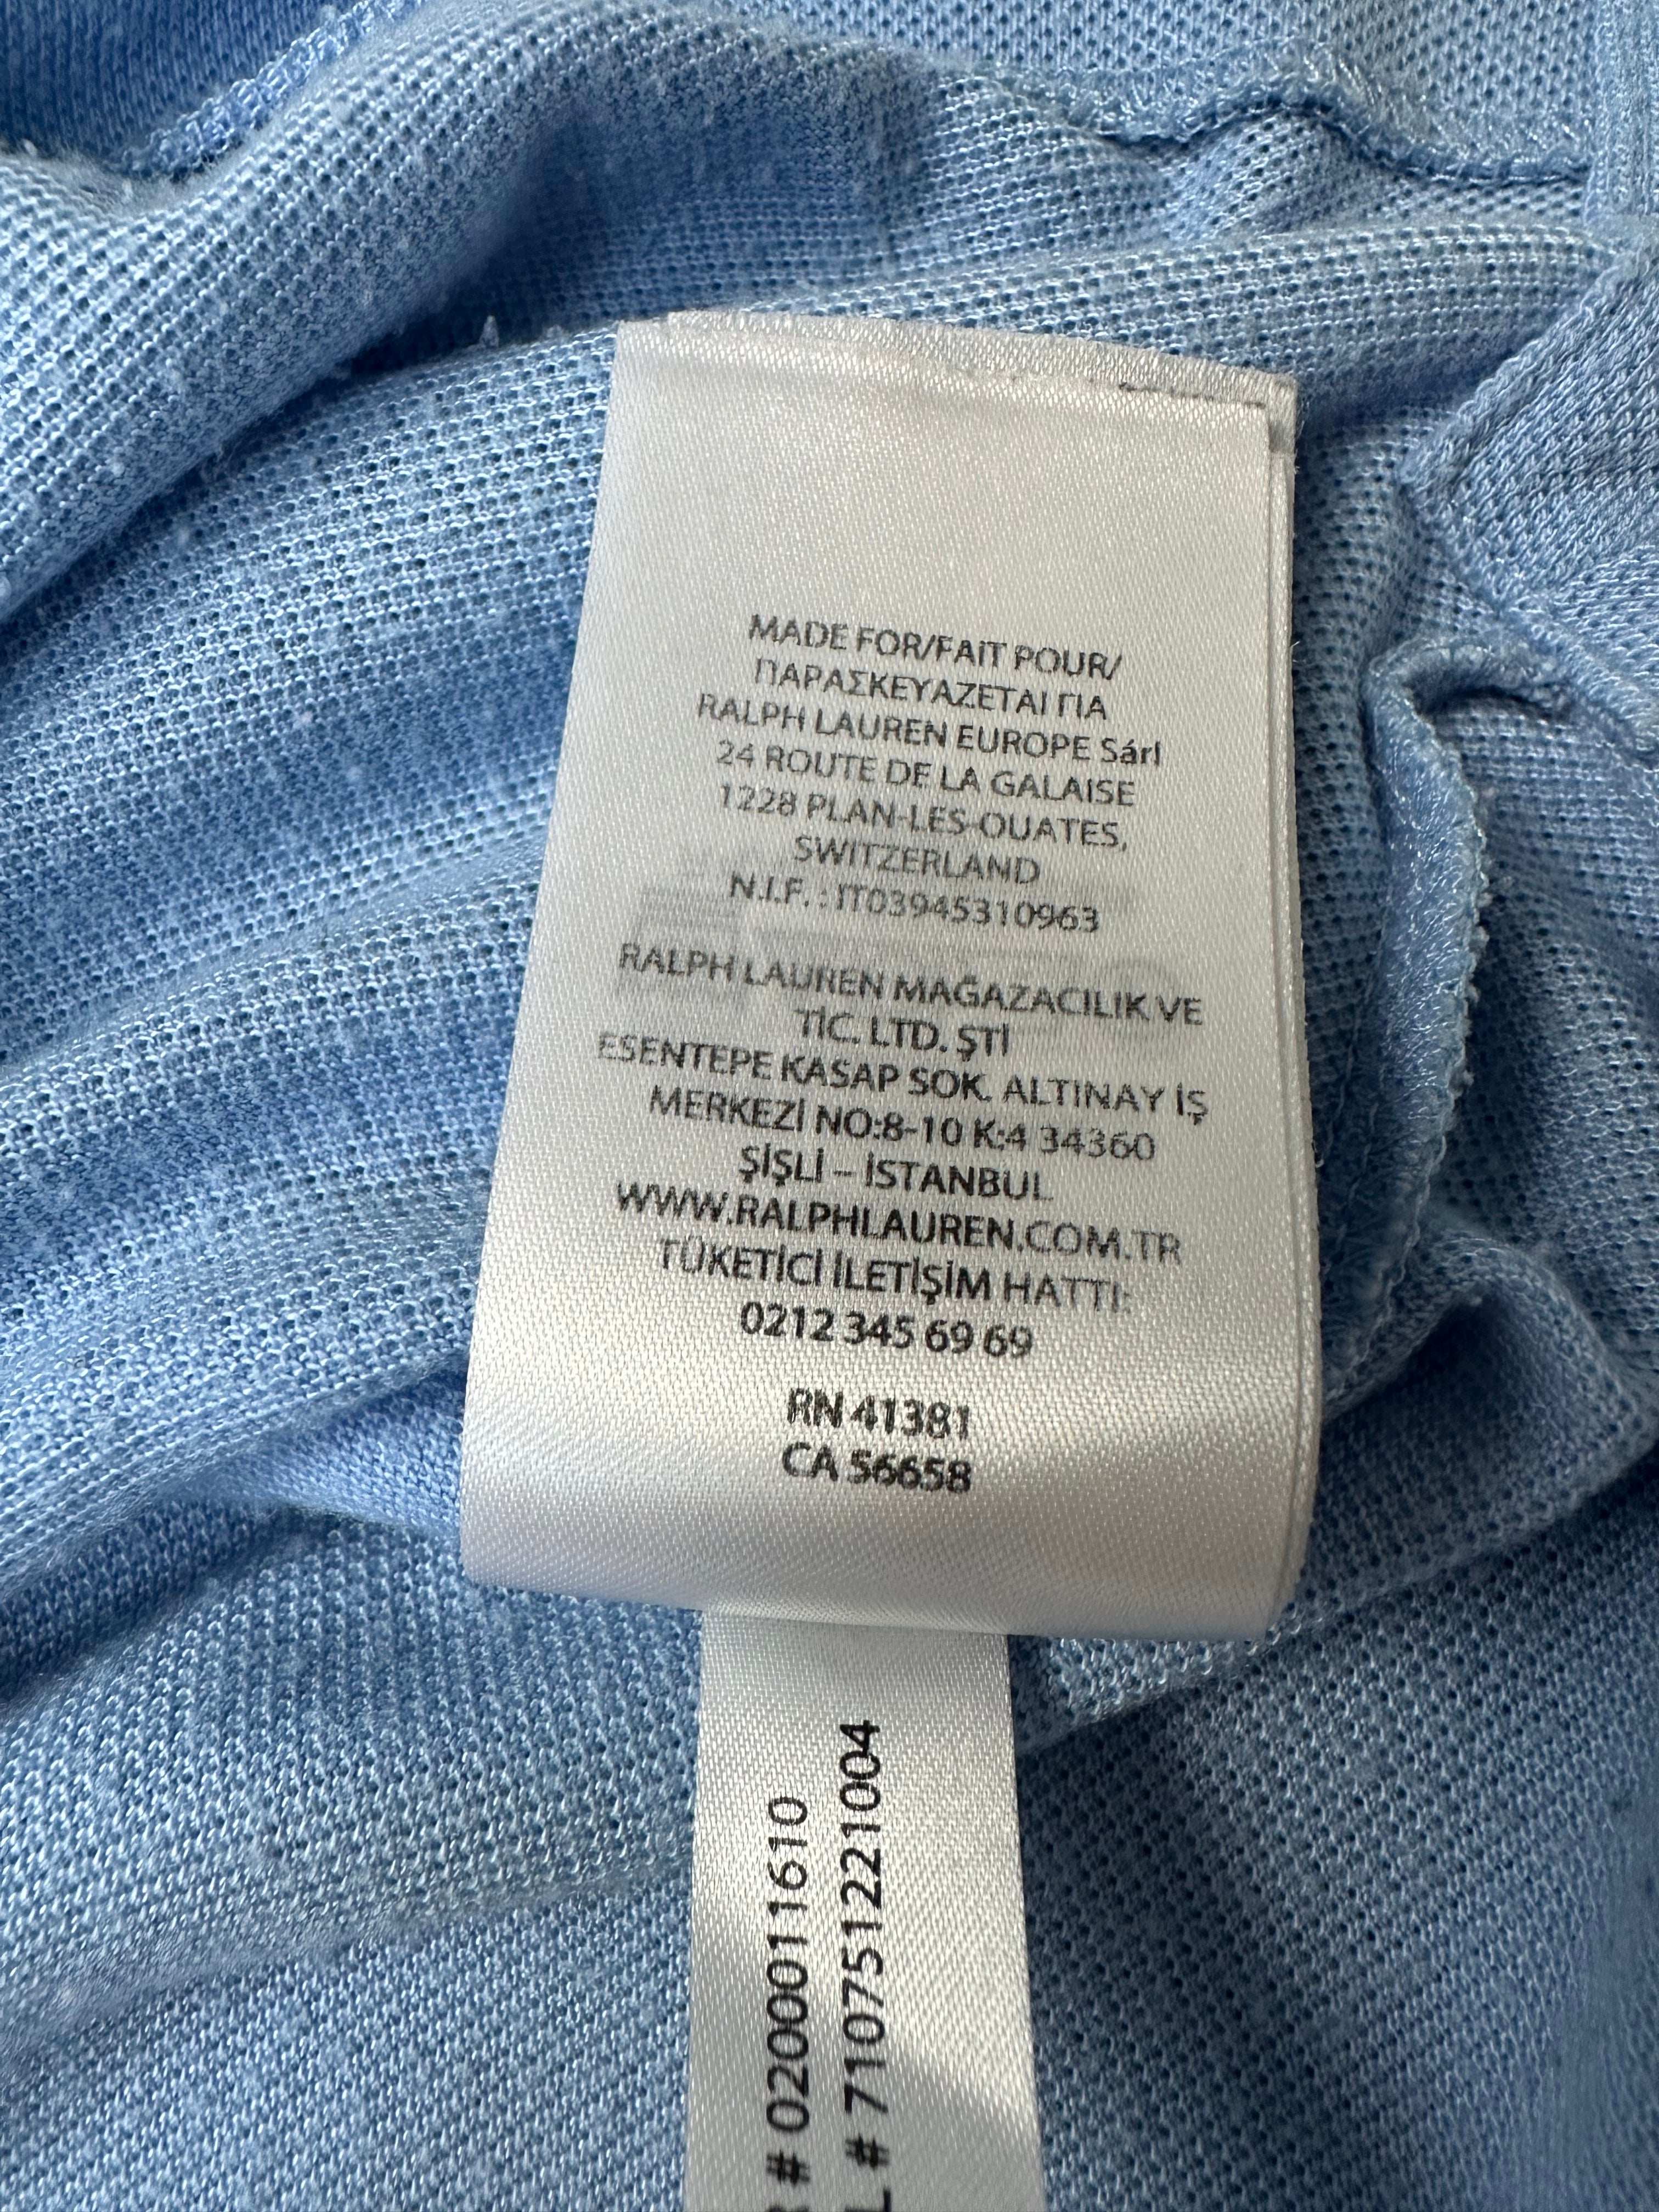 MADE FOR/FAIT POUR/
ΠΑΡΑΣΚΕΥΑΖΕΤΑΙ ΓΙΑ
RALPH LAUREN EUROPE Sárl
24 ROUTE DE LA GALAISE
1228 PLAN-LES-OUATES,
SWITZERLAND
N.I.F. : IT03945310963
RALPH LAUREN MAĞAZACILIK VE
TİC. LTD. ŞTİ
ESENTEPE KASAP SOK. ALTINAY İŞ
MERKEZİ NO:8-10 K:4 34360
ŞİŞLİ – İSTANBUL
WWW.RALPHLAUREN.COM.TR
TÜKETİCİ İLETİŞİM HATTI:
0212 345 69 69
RN 41381
CA 56658
# 0200011610
# 710751221004